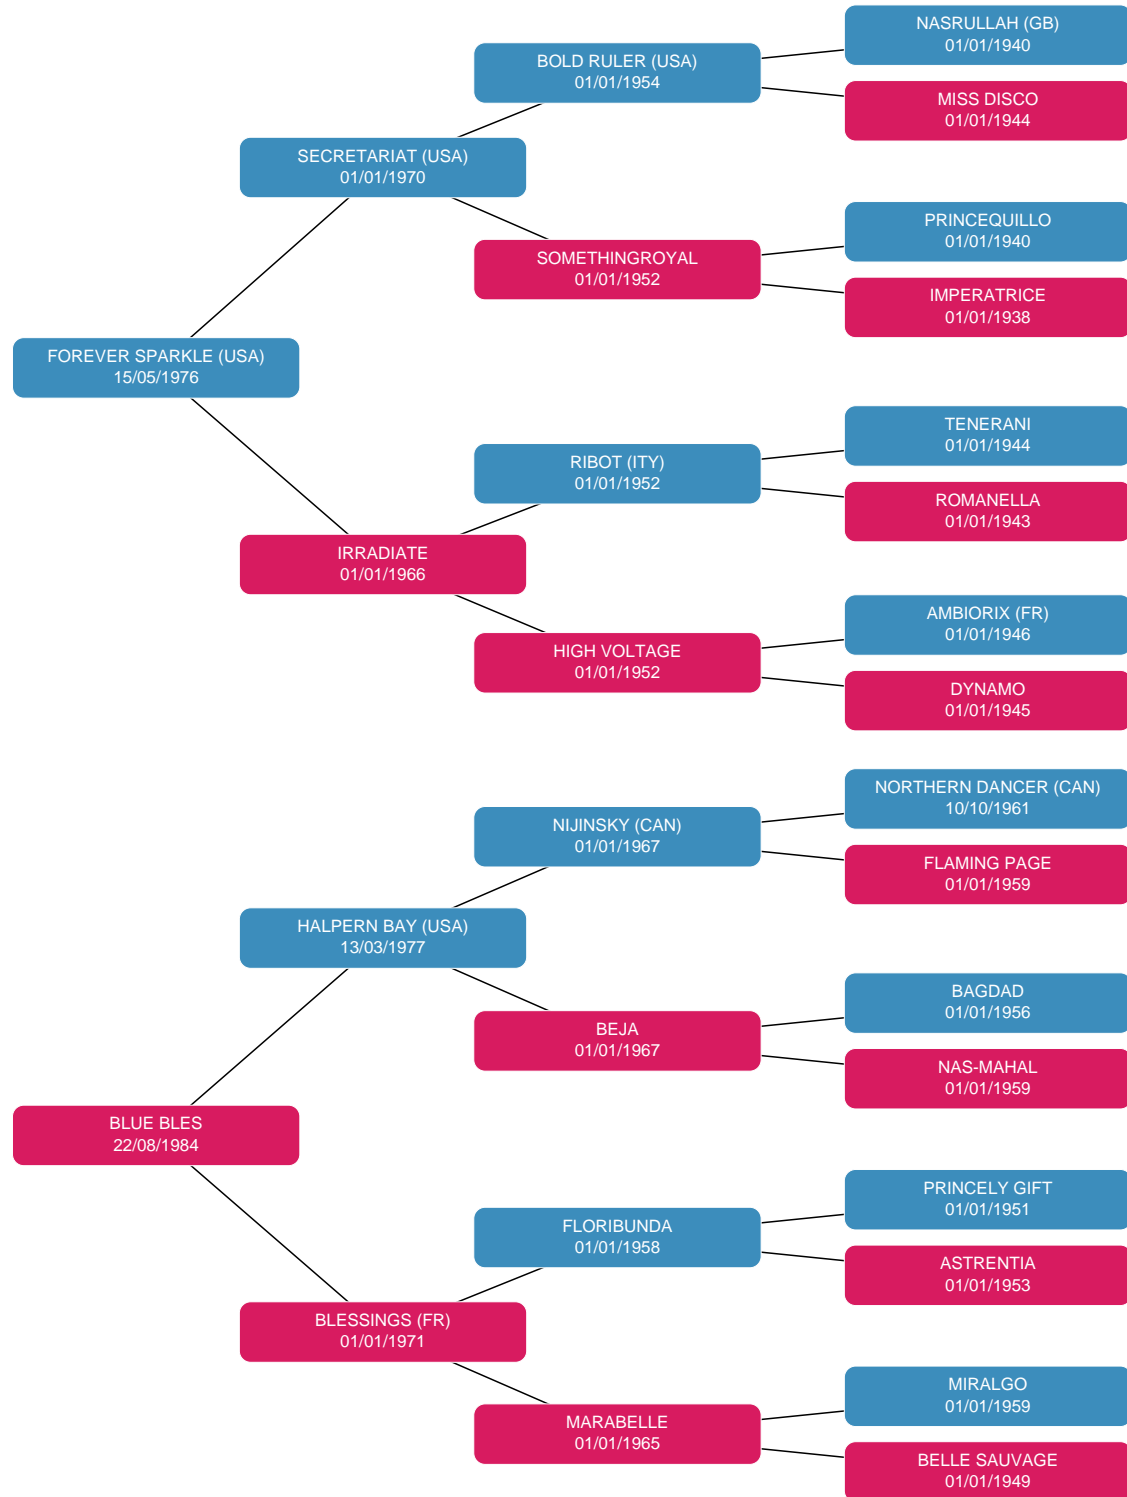 NASRULLAH (GB)
01/01/1940
BOLD RULER (USA)
01/01/1954
MISS DISCO
01/01/1944
SECRETARIAT (USA)
01/01/1970
PRINCEQUILLO
01/01/1940
SOMETHINGROYAL
01/01/1952
IMPERATRICE
01/01/1938
FOREVER SPARKLE (USA)
15/05/1976
TENERANI
01/01/1944
RIBOT (ITY)
01/01/1952
ROMANELLA
01/01/1943
IRRADIATE
01/01/1966
AMBIORIX (FR)
01/01/1946
HIGH VOLTAGE
01/01/1952
DYNAMO
01/01/1945
NORTHERN DANCER (CAN)
10/10/1961
NIJINSKY (CAN)
01/01/1967
FLAMING PAGE
01/01/1959
HALPERN BAY (USA)
13/03/1977
BAGDAD
01/01/1956
BEJA
01/01/1967
NAS-MAHAL
01/01/1959
BLUE BLES
22/08/1984
PRINCELY GIFT
01/01/1951
FLORIBUNDA
01/01/1958
ASTRENTIA
01/01/1953
BLESSINGS (FR)
01/01/1971
MIRALGO
01/01/1959
MARABELLE
01/01/1965
BELLE SAUVAGE
01/01/1949